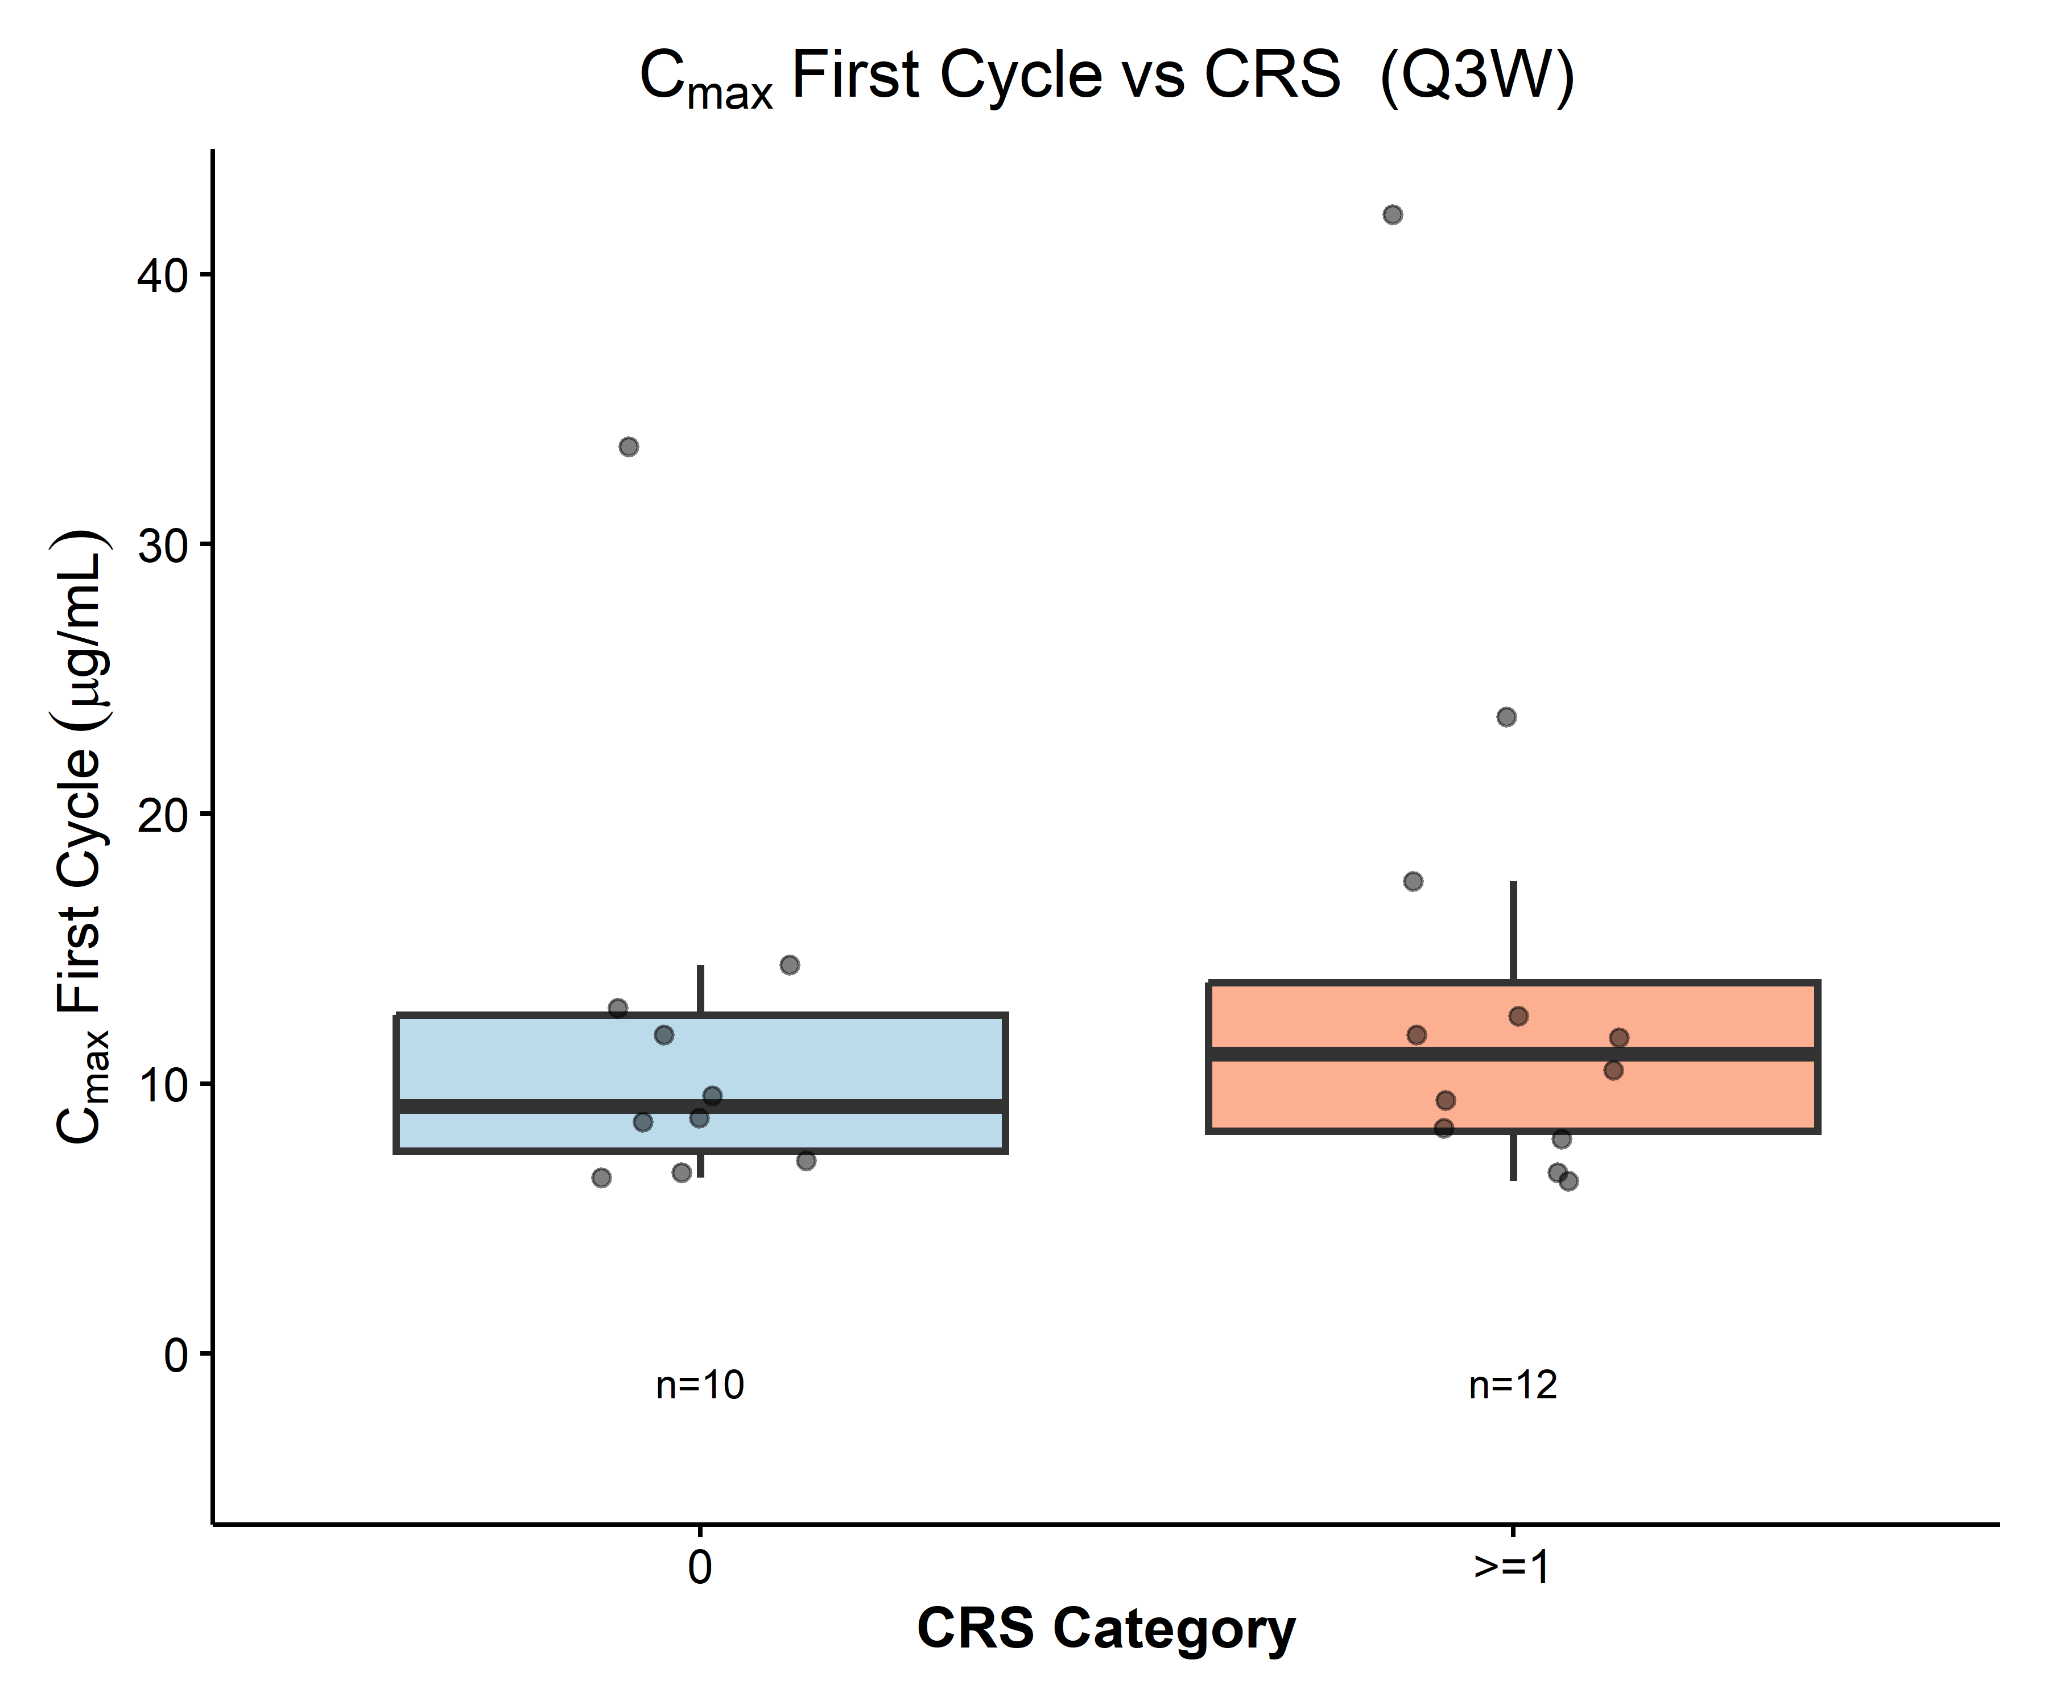 Cmax First Cycle vs CRS (Q3W)
Cmax First Cycle (μg/mL)
40
30
20
10
0
n=10
n=12
0
>=1
CRS Category